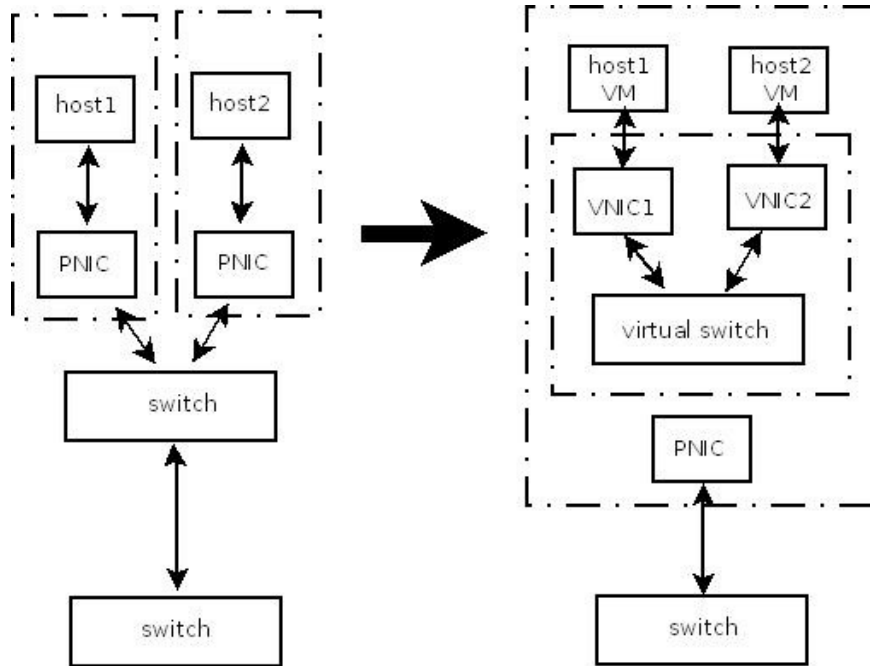 host1
host2
PNIC
PNIC
switch
switch
host1
VM
host2
VM
VNIC1
VNIC2
virtual switch
PNIC
switch